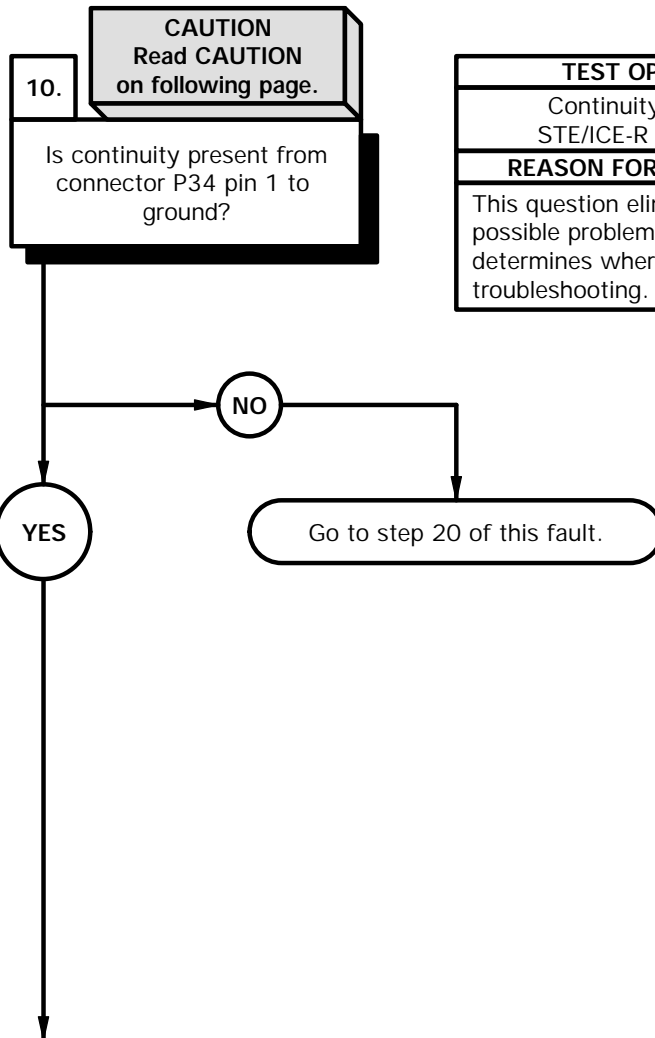 CAUTION
Read CAUTION
on following page.
10.
Is continuity present from
connector P34 pin 1 to
ground?
TEST OP
Continuity
STE/ICE-R
REASON FOR
This question
possible problem
determines
troubleshooting.
NO
YES
Go to step 20 of this fault.